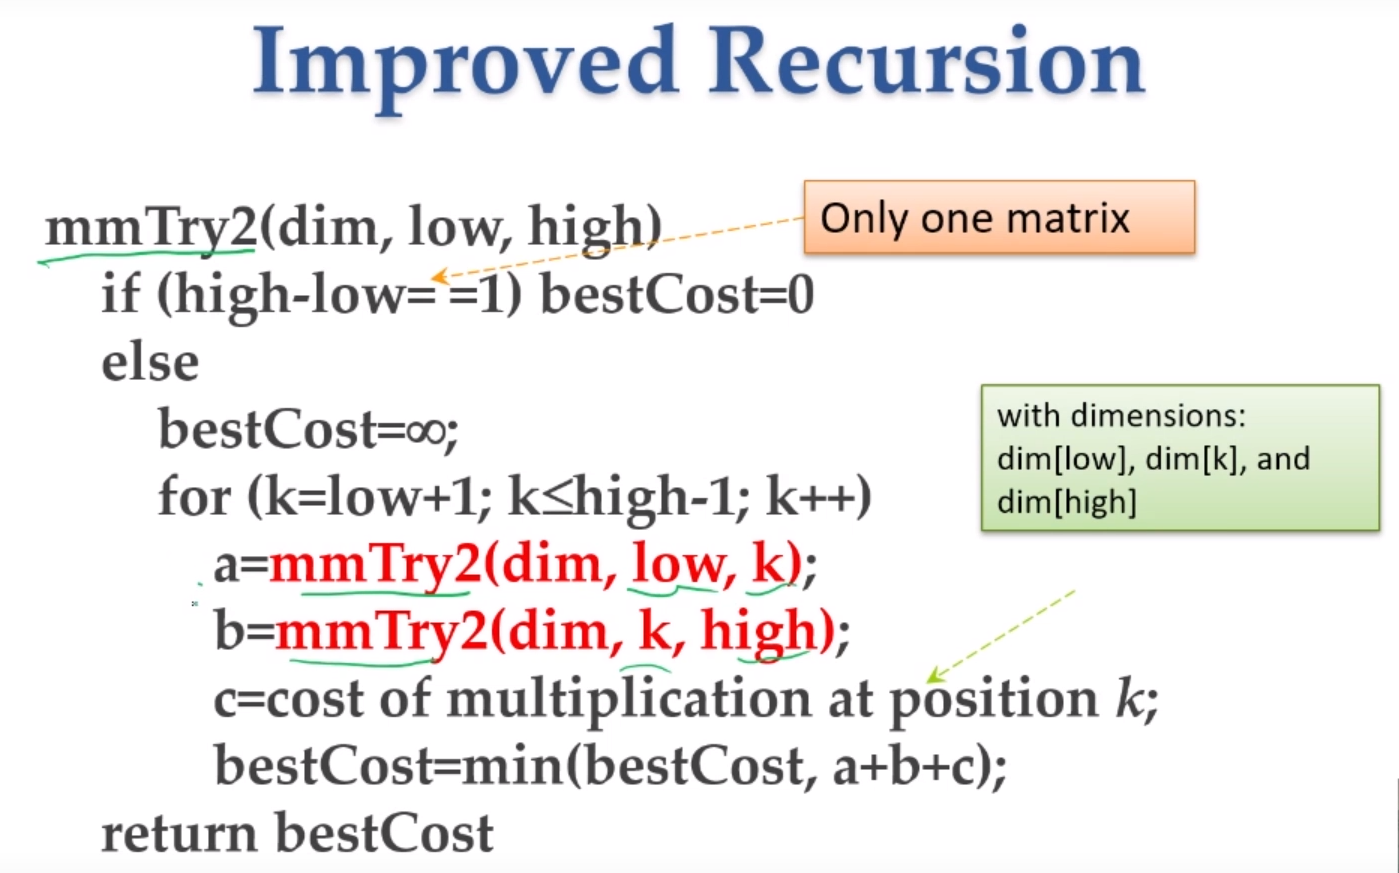 Improved Recursion
mmTry2(dim, low, high)
Only one matrix
if (high-low= =1) bestCost=0
else
bestCost=∞;
for (k=low+1; k≤high-1; k++)
with dimensions:
dim[low], dim[k], and
dim[high]
a=mmTry2(dim, low, k);
b=mmTry2(dim, k, high);
c=cost of multiplication at position k;
bestCost=min(bestCost, a+b+c);
return bestCost